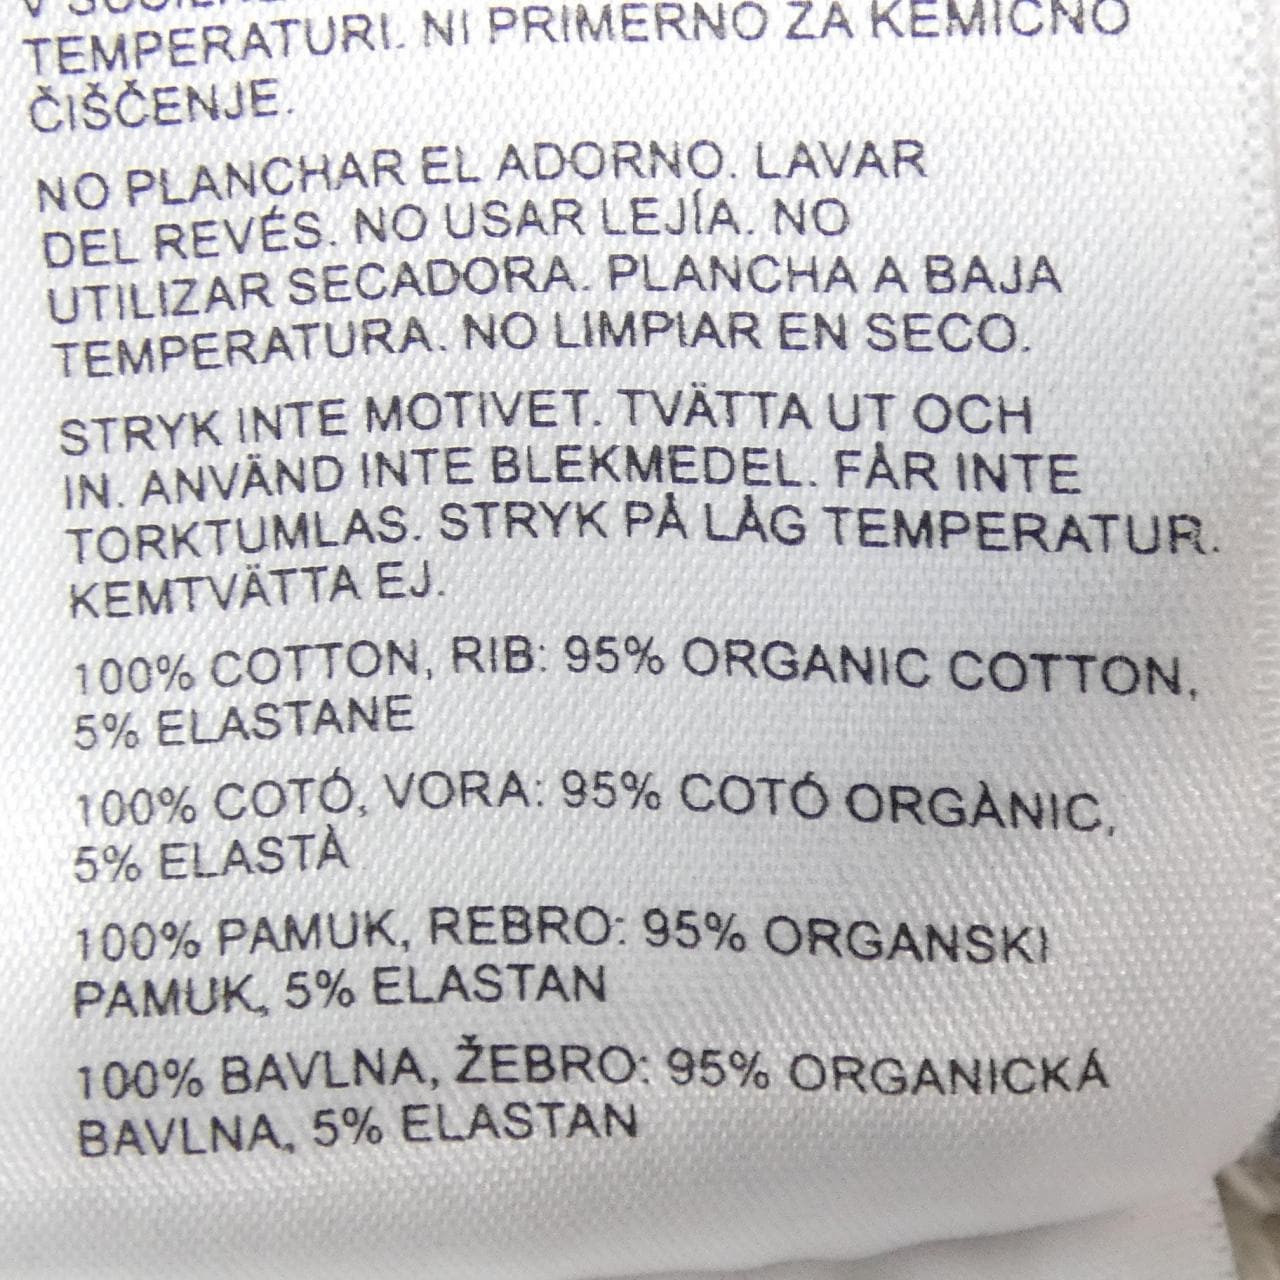 TEMPERATURI. NI PRIMERNO ZA KEMIČNO
ČIŠČENJE.
NO PLANCHAR EL ADORNO. LAVAR
DEL REVÉS. NO USAR LEJÍA. NO
UTILIZAR SECADORA. PLANCHA A BAJA
TEMPERATURA. NO LIMPIAR EN SECO.
STRYK INTE MOTIVET. TVÄTTA UT OCH
IN. ANVÄND INTE BLEKMEDEL. FÅR INTE
TORKTUMLAS. STRYK PÅ LÅG TEMPERATUR.
KEMTVÄTTA EJ.
100% COTTON, RIB: 95% ORGANIC COTTON,
5% ELASTANE
100% COTÓ, VORA: 95% COTÓ ORGÀNIC,
5% ELASTÀ
100% PAMUK, REBRO: 95% ORGANSKI
PAMUK, 5% ELASTAN
100% BAVLNA, ŽEBRO: 95% ORGANICKÁ
BAVLNA, 5% ELASTAN